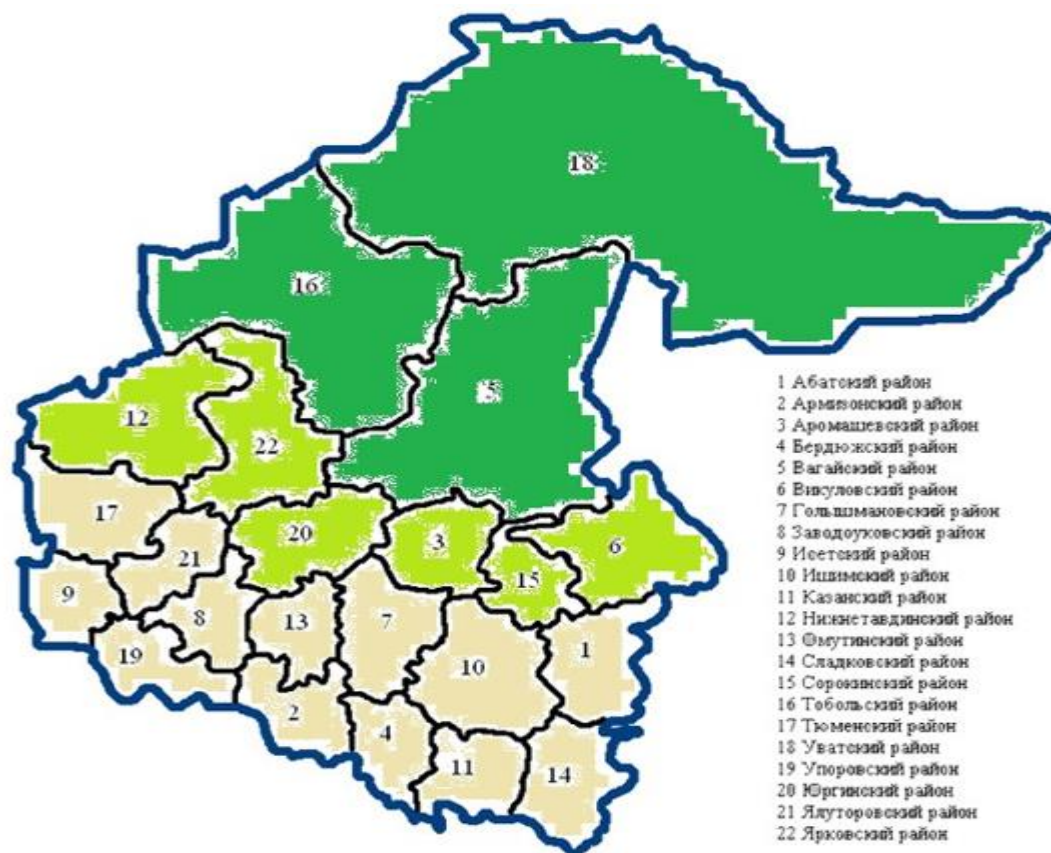 18
16
5
12
22
17
20
3
6
21
15
9
8
13
7
1
19
10
2
4
11
14
1 Абатский район
2 Армизонский район
3 Аромашевский район
4 Бердюжский район
5 Вагайский район
6 Викуловский район
7 Голышмановский район
8 Заводоуковский район
9 Исетский район
10 Ишимский район
11 Казанский район
12 Нижнетавдинский район
13 Омутинский район
14 Сладковский район
15 Сорокинский район
16 Тобольский район
17 Тюменский район
18 Уватский район
19 Упоровский район
20 Юргинский район
21 Ялуторовский район
22 Ярковский район